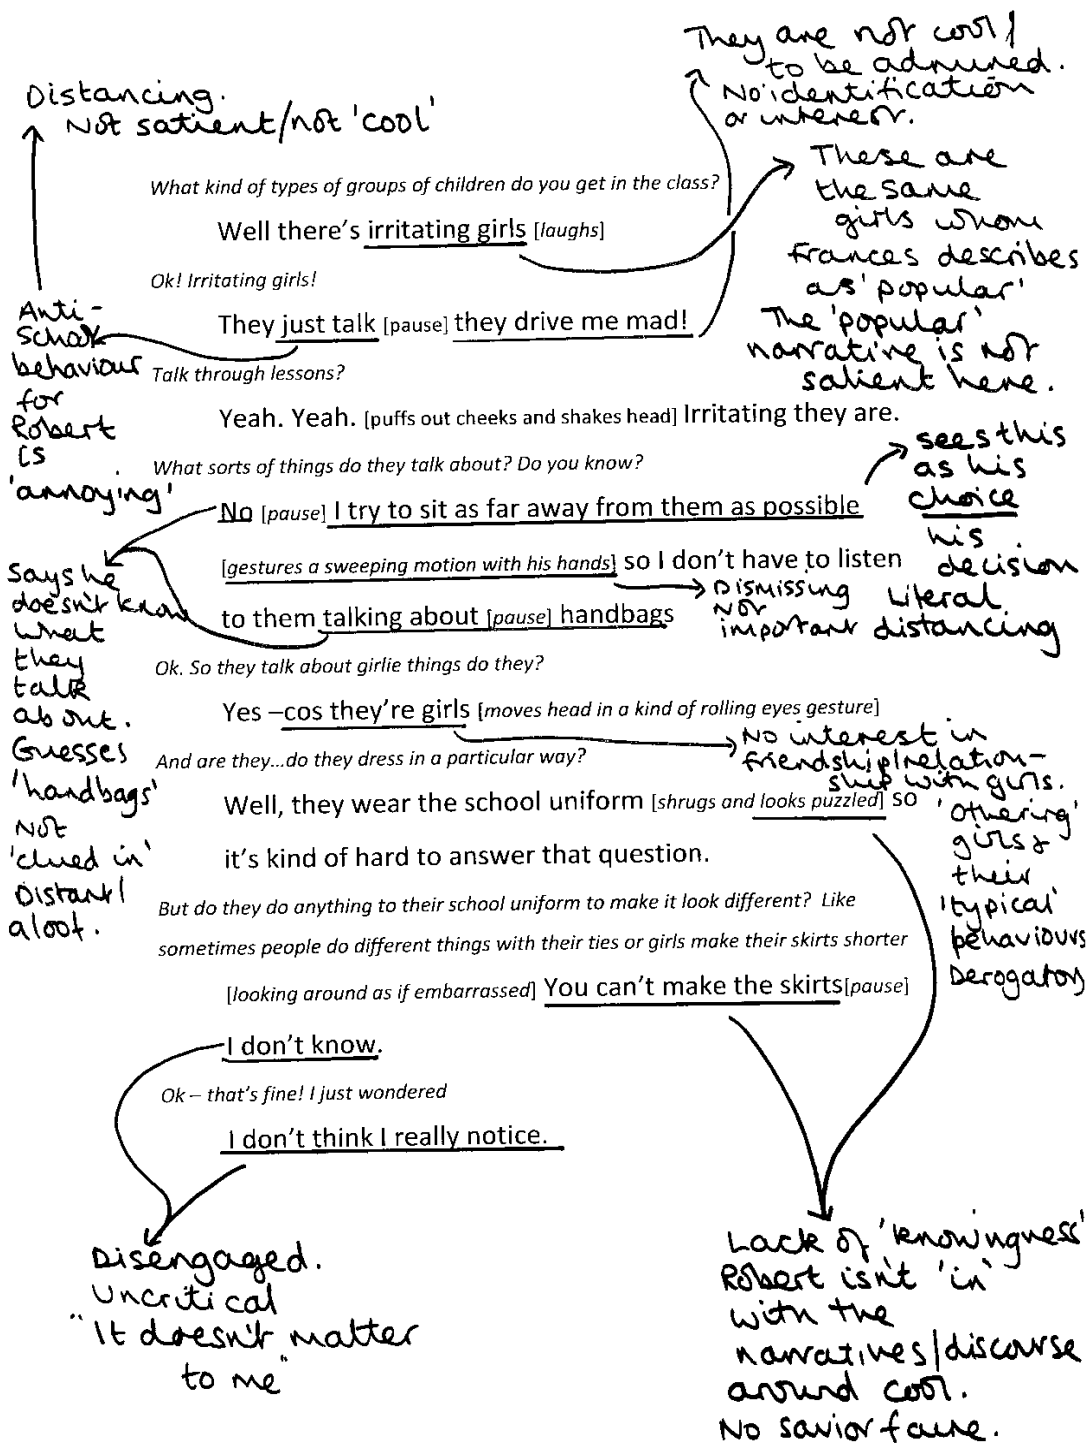 They are not cool/
to be admired.
No identification
or interest.
Distancing.
Not satient/not 'cool'
These are
the same
girls whom
Frances describes
as 'popular'
The 'popular'
narrative is not
salient here.
What kind of types of groups of children do you get in the class?
Well there's irritating girls [laughs]
Ok! Irritating girls!
They just talk [pause] they drive me mad!
Anti-
School
behaviour
for
Robert
is
'annoying'
Talk through lessons?
Yeah. Yeah. [puffs out cheeks and shakes head] Irritating they are.
What sorts of things do they talk about? Do you know?
sees this
as his
choice
his
decision
Literal
distancing
No [pause] I try to sit as far away from them as possible
[gestures a sweeping motion with his hands] so I don't have to listen
to them talking about [pause] handbags
Dismissing
Not
important
Says he
doesn't know
what
they
talk
about.
Guesses
'handbags'
Not
'clued in'
Distant/
aloof.
Ok. So they talk about girlie things do they?
Yes –cos they're girls [moves head in a kind of rolling eyes gesture]
And are they...do they dress in a particular way?
No interest in
friendship/relation-
ship with girls.
'Othering'
girls &
their
'typical'
behaviours
Derogatory
Well, they wear the school uniform [shrugs and looks puzzled] so
it's kind of hard to answer that question.
But do they do anything to their school uniform to make it look different? Like
sometimes people do different things with their ties or girls make their skirts shorter
[looking around as if embarrassed] You can't make the skirts[pause]
I don't know.
Ok – that's fine! I just wondered
I don't think I really notice.
Disengaged.
Uncritical
"It doesn't matter
to me"
Lack of 'knowingness'
Robert isn't 'in'
with the
narratives/discourse
around cool.
No savior faire.